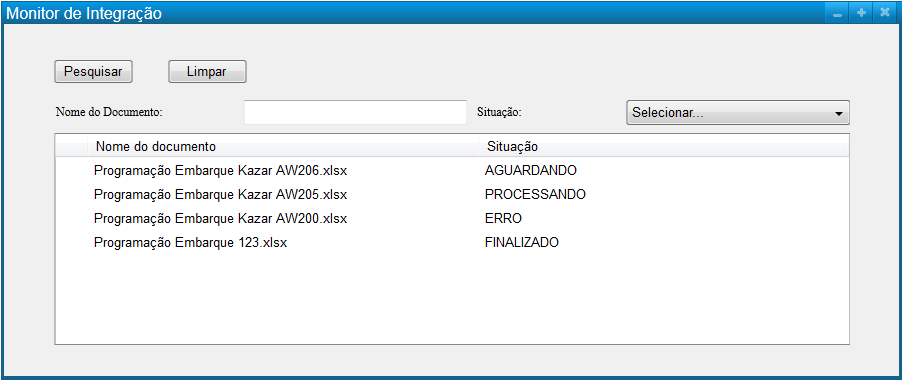 Monitor de Integração
Pesquisar Limpar
Nome do Documento: Situação: Selecionar...
Nome do documento Situação
Programação Embarque Kazar AW206.xlsx AGUARDANDO
Programação Embarque Kazar AW205.xlsx PROCESSANDO
Programação Embarque Kazar AW200.xlsx ERRO
Programação Embarque 123.xlsx FINALIZADO